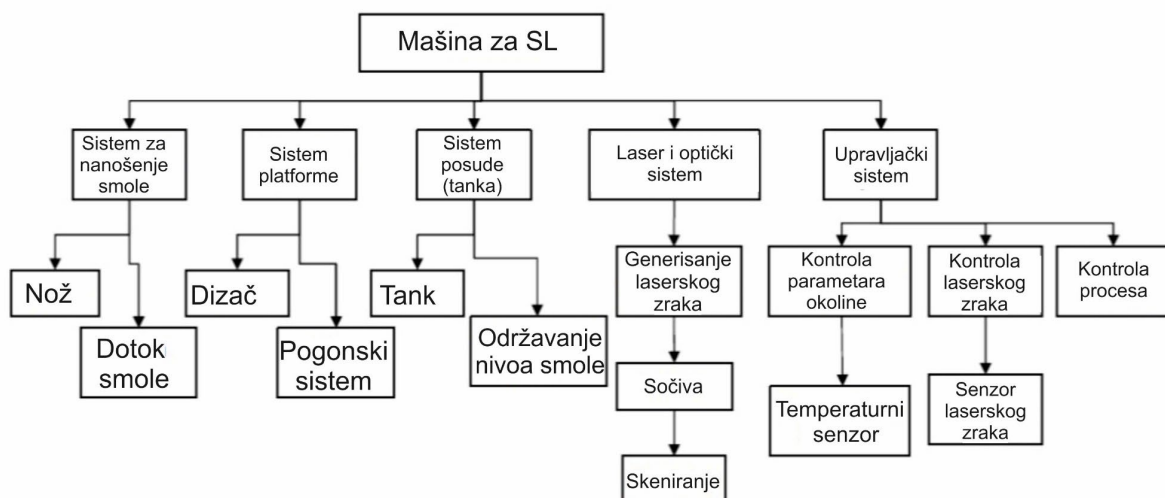 Mašina za SL
Sistem za
nanošenje
smole
Sistem
platforme
Sistem
posude
(tanka)
Laser i optički
sistem
Upravljački
sistem
Nož
Dotok
smole
Dizač
Pogonski
sistem
Tank
Održavanje
nivoa smole
Generisanje
laserskog
zraka
Sočiva
Skeniranje
Kontrola
parametara
okoline
Temperaturni
senzor
Kontrola
laserskog
zraka
Senzor
laserskog
zraka
Kontrola
procesa